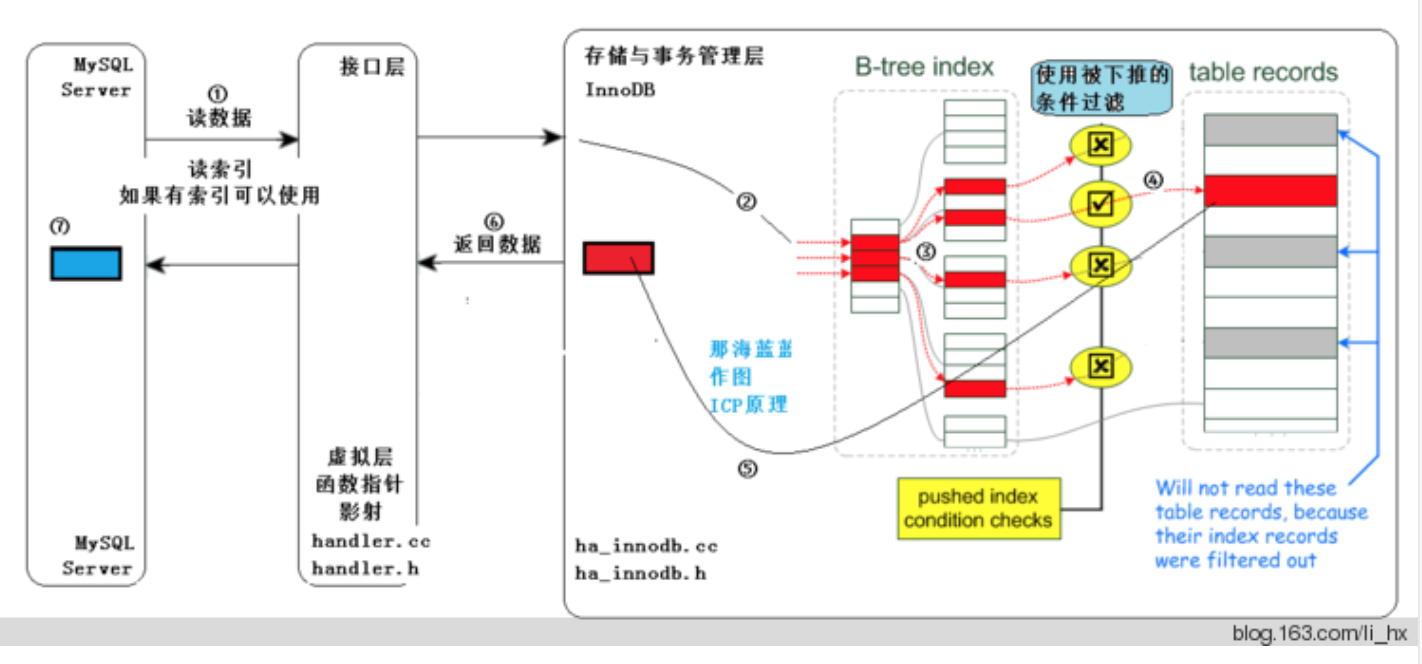 MySQL
Server
①
读数据
读索引
如果有索引可以使用
⑦
MySQL
Server
接口层
⑥
返回数据
虚拟层
函数指针
影射
handler.cc
handler.h
存储与事务管理层
InnoDB
②
③
④
⑤
那海蓝蓝
作图
ICP原理
ha_innodb.cc
ha_innodb.h
B-tree index
使用被下推的
条件过滤
table records
pushed index
condition checks
Will not read these
table records, because
their index records
were filtered out
blog.163.com/li_hx